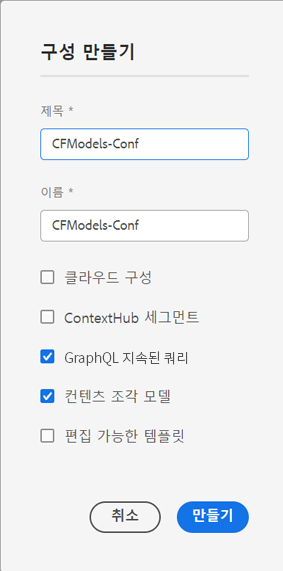 구성 만들기
제목 *
CFModels-Conf
이름 *
CFModels-Conf
클라우드 구성
ContextHub 세그먼트
GraphQL 지속된 쿼리
컨텐츠 조각 모델
편집 가능한 템플릿
취소 만들기